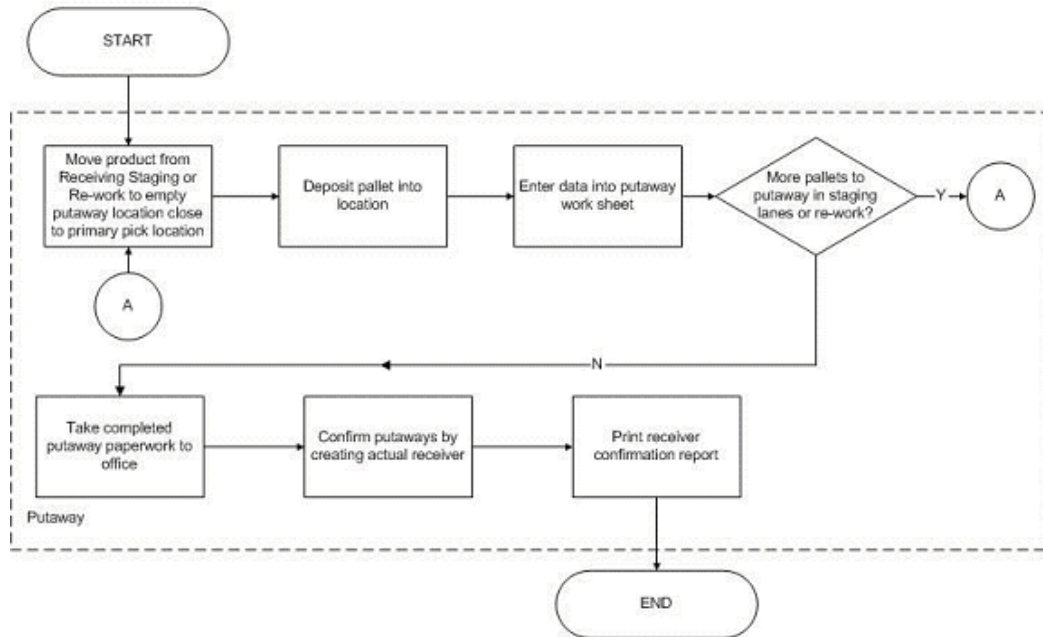 START
Move product from
Receiving Staging or
Re-work to empty
putaway location close
to primary pick location
Deposit pallet into
location
Enter data into putaway
work sheet
More pallets to
putaway in staging
lanes or re-work?
Y
A
A
N
Take completed
putaway paperwork to
office
Confirm putaways by
creating actual receiver
Print receiver
confirmation report
Putaway
END